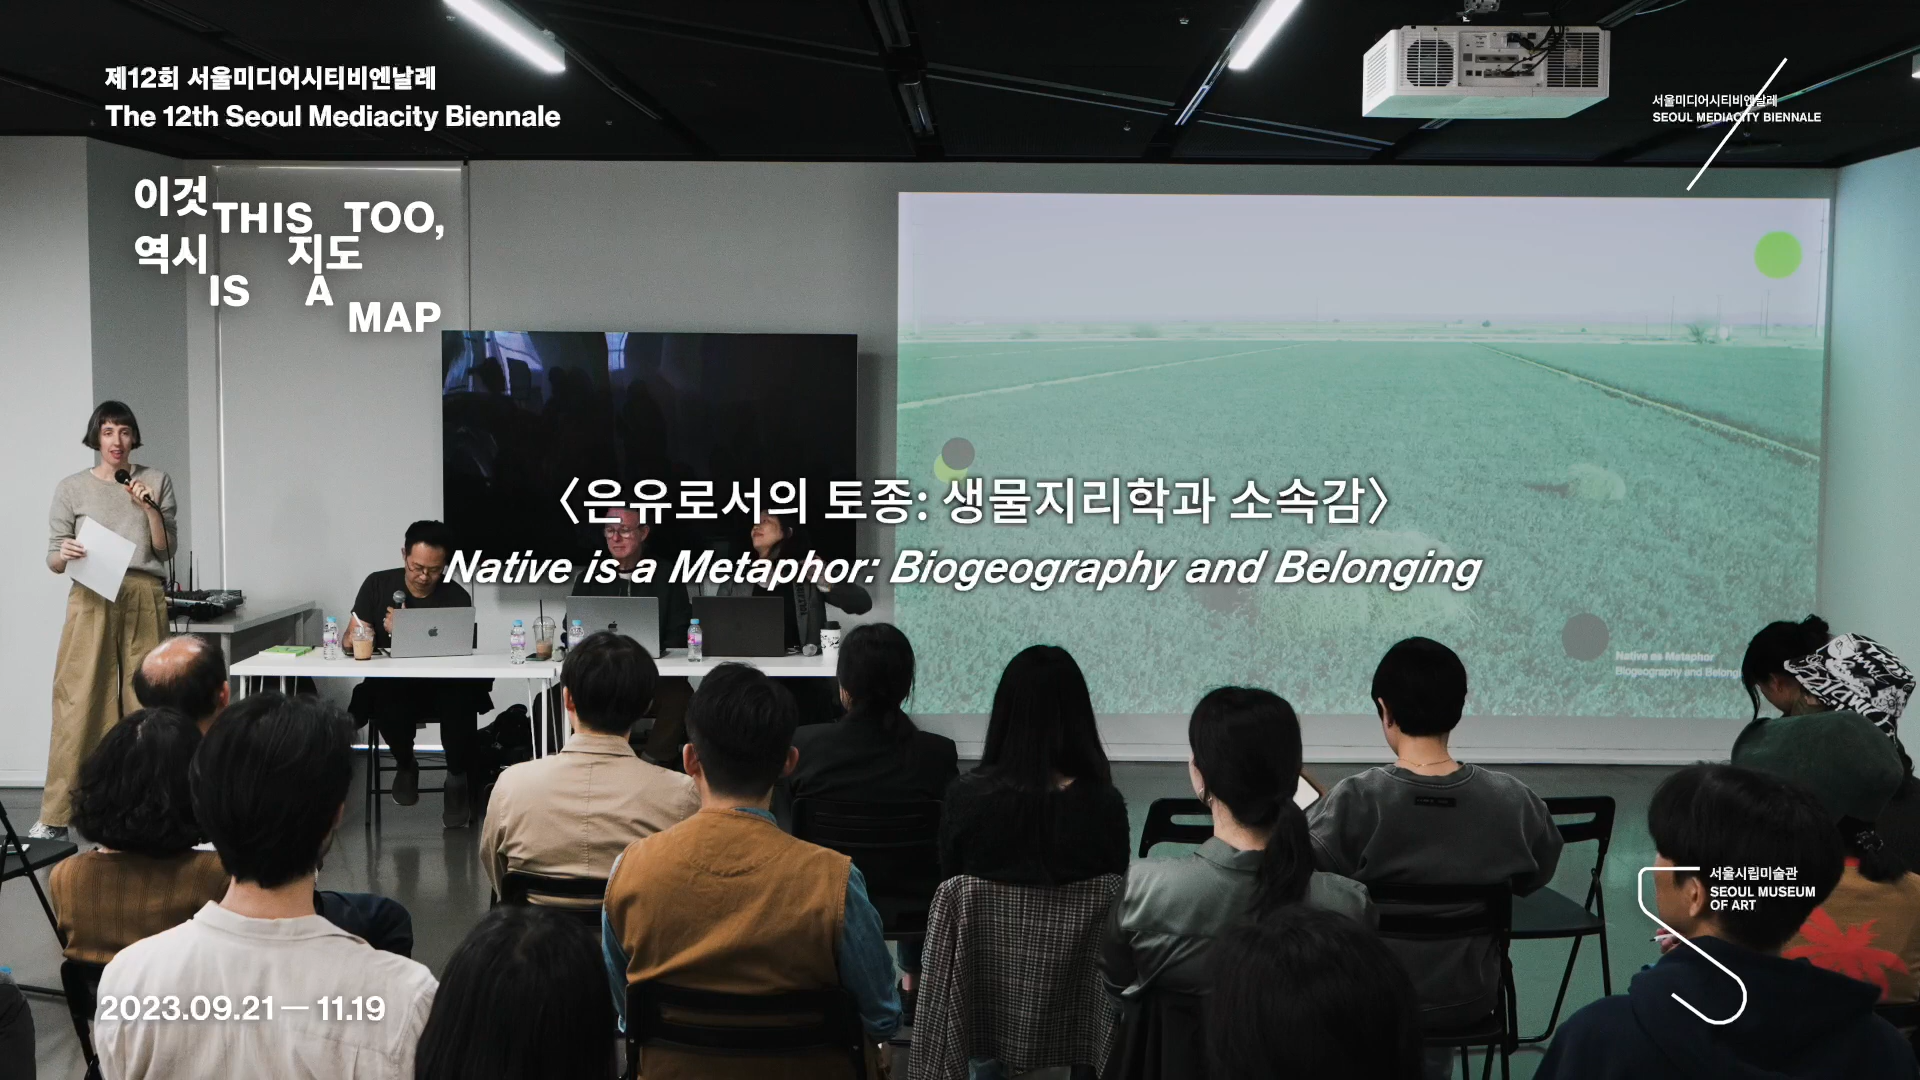 제12회 서울미디어시티비엔날레
The 12th Seoul Mediacity Biennale
서울미디어시티비엔날레
SEOUL MEDIACITY BIENNALE
이것
THIS TOO,
역시 지도
IS A
MAP
〈은유로서의 토종: 생물지리학과 소속감〉
Native is a Metaphor: Biogeography and Belonging
Native as Metaphor
Biogeography and Belongi
서울시립미술관
SEOUL MUSEUM
OF ART
2023.09.21 — 11.19